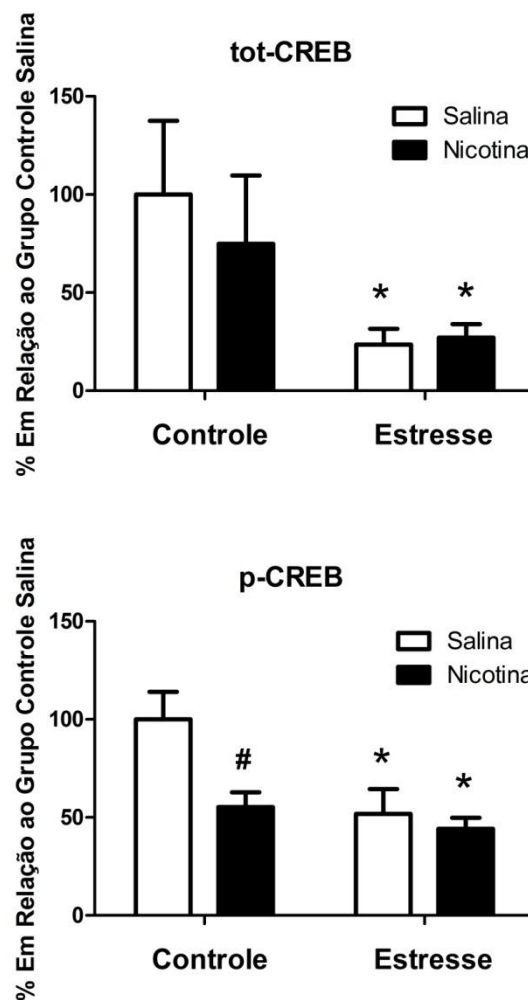 tot-CREB
% Em Relação ao Grupo Controle Salina
150
100
50
0
Salina
Nicotina
*
*
Controle
Estresse
p-CREB
% Em Relação ao Grupo Controle Salina
150
100
50
0
Salina
Nicotina
#
*
*
Controle
Estresse